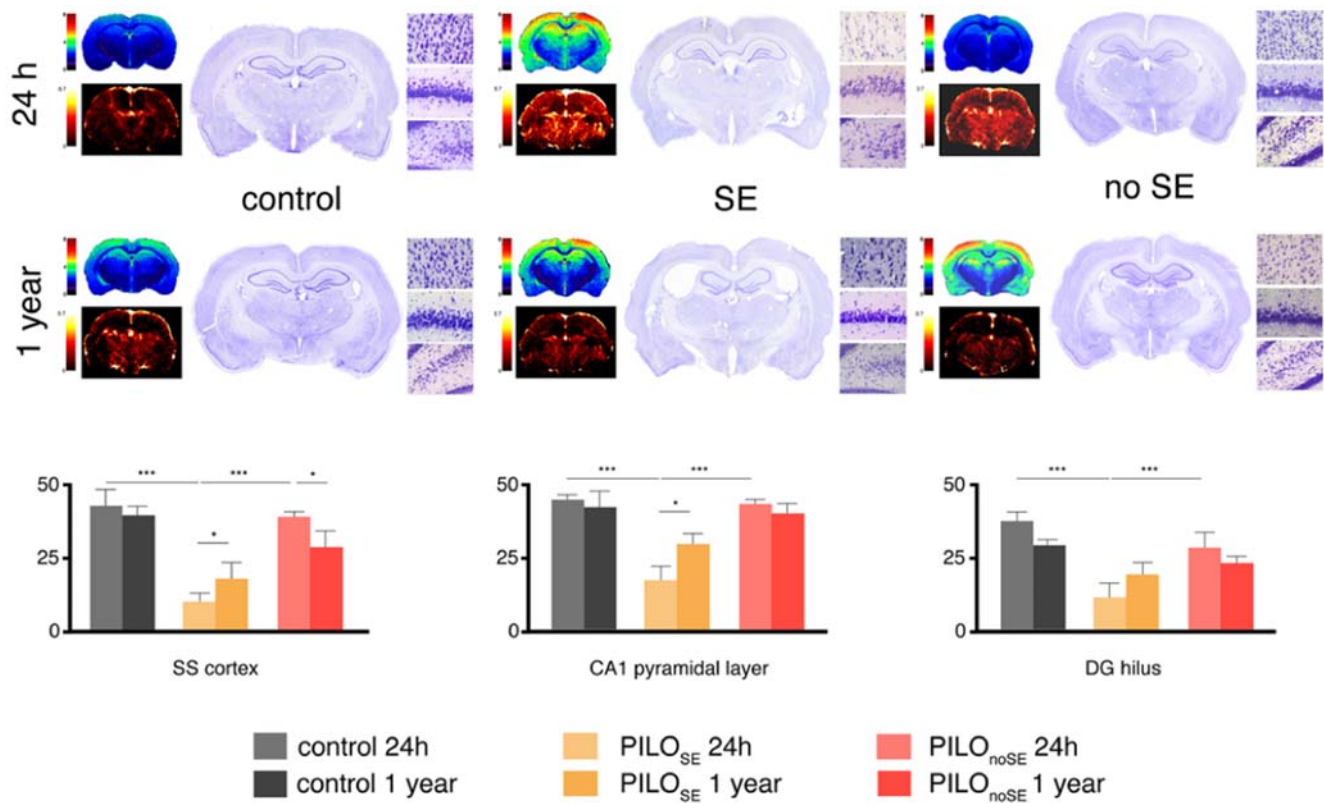 24 h
control
SE
no SE
1 year
***
***
*
*
50
25
0
SS cortex
***
***
*
50
25
0
CA1 pyramidal layer
***
***
50
25
0
DG hilus
control 24h
PILOSE 24h
PILOnoSE 24h
control 1 year
PILOSE 1 year
PILOnoSE 1 year